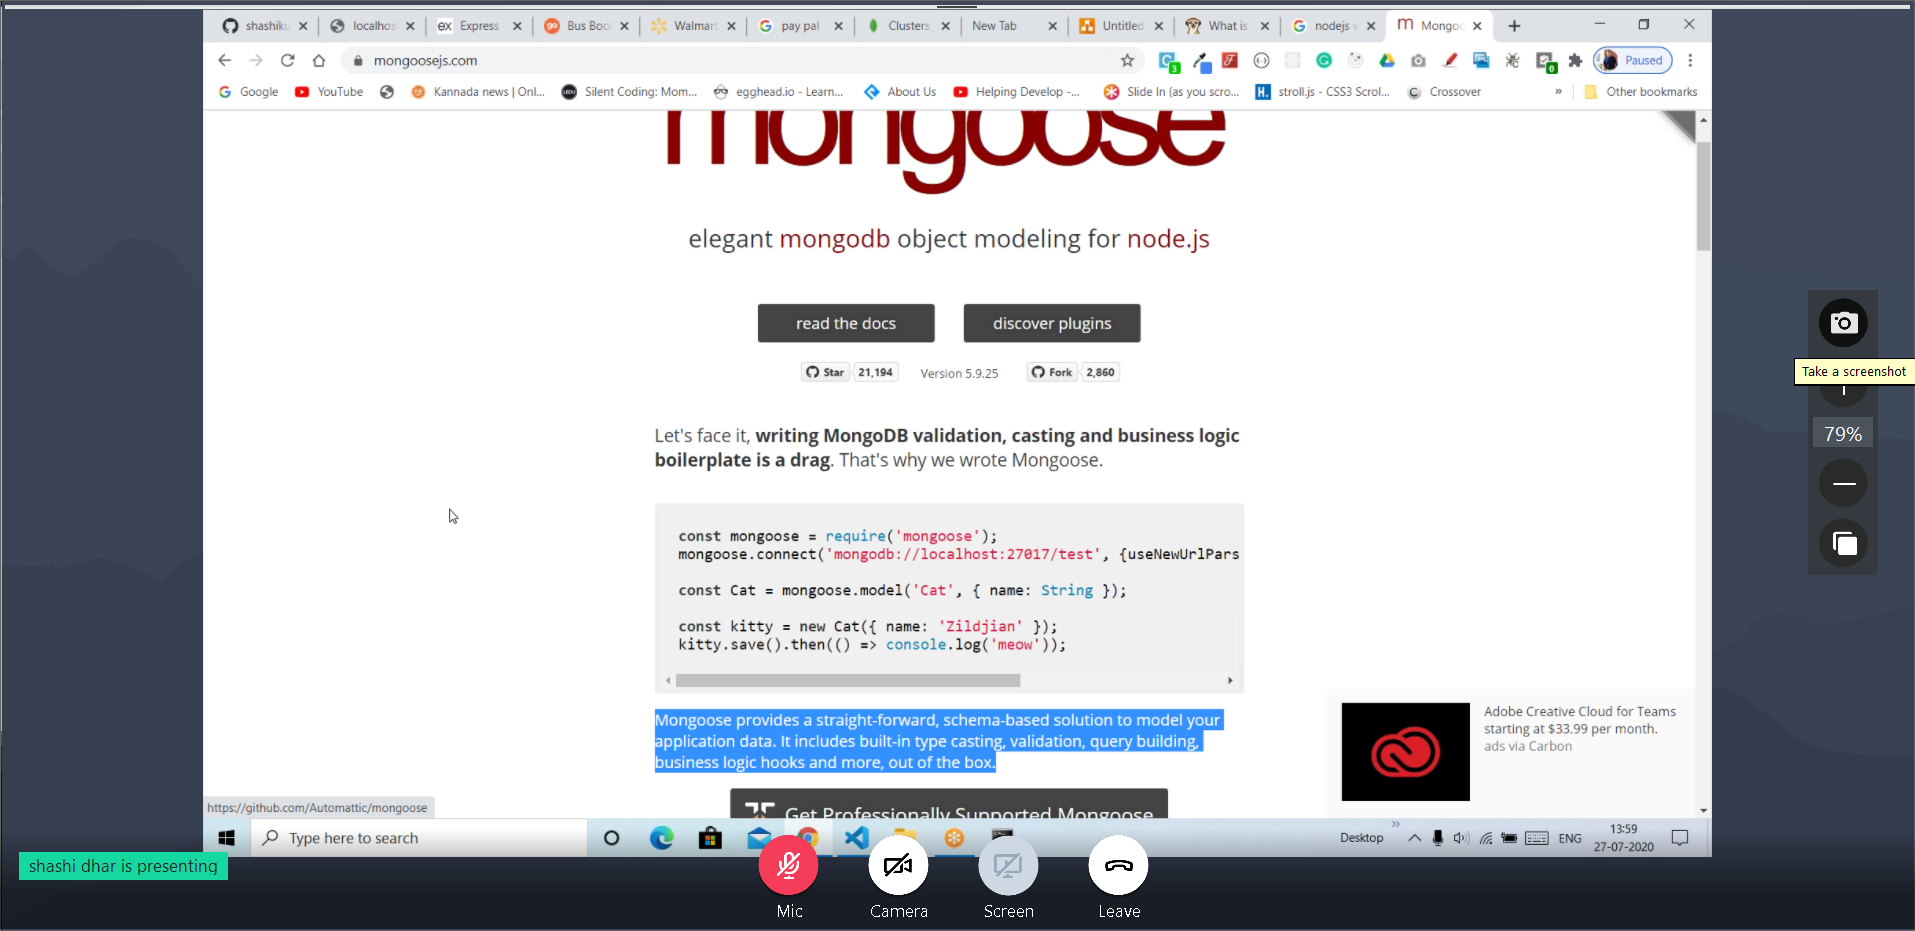 shashiku
localhos
ex Express
go Bus Boo
Walmart
pay pal
Clusters
New Tab
Untitled
What is
nodejs w
Mongoo
mongoosejs.com
Paused
Google
YouTube
Kannada news | Onl...
Silent Coding: Mom...
egghead.io - Learn...
About Us
Helping Develop -...
Slide In (as you scro...
H. stroll.js - CSS3 Scrol...
Crossover
»
Other bookmarks
mongoose
elegant mongodb object modeling for node.js
read the docs
discover plugins
Star 21,194
Version 5.9.25
Fork 2,860
Let's face it, writing MongoDB validation, casting and business logic
boilerplate is a drag. That's why we wrote Mongoose.
const mongoose = require('mongoose');
mongoose.connect('mongodb://localhost:27017/test', {useNewUrlPars
const Cat = mongoose.model('Cat', { name: String });
const kitty = new Cat({ name: 'Zildjian' });
kitty.save().then(() => console.log('meow'));
Mongoose provides a straight-forward, schema-based solution to model your
application data. It includes built-in type casting, validation, query building,
business logic hooks and more, out of the box.
Get Professionally Supported Mongoose
Adobe Creative Cloud for Teams
starting at $33.99 per month.
ads via Carbon
https://github.com/Automattic/mongoose
Type here to search
Desktop
ENG
13:59
27-07-2020
Take a screenshot
79%
shashi dhar is presenting
Mic
Camera
Screen
Leave